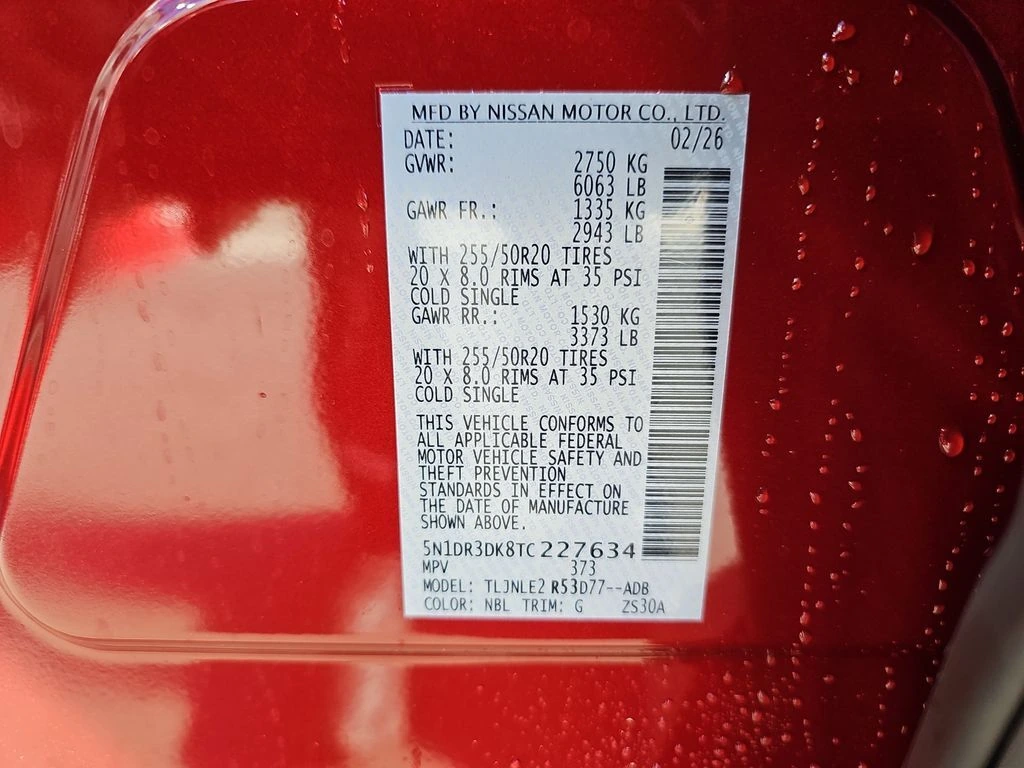 MFD BY NISSAN MOTOR CO., LTD.
DATE: 02/26
GVWR: 2750 KG
6063 LB
GAWR FR.: 1335 KG
2943 LB
WITH 255/50R20 TIRES
20 X 8.0 RIMS AT 35 PSI
COLD SINGLE
GAWR RR.: 1530 KG
3373 LB
WITH 255/50R20 TIRES
20 X 8.0 RIMS AT 35 PSI
COLD SINGLE
THIS VEHICLE CONFORMS TO
ALL APPLICABLE FEDERAL
MOTOR VEHICLE SAFETY AND
THEFT PREVENTION
STANDARDS IN EFFECT ON
THE DATE OF MANUFACTURE
SHOWN ABOVE.
5N1DR3DK8TC227634
MPV 373
MODEL: TLJNLE2 R53D77--ADB
COLOR: NBL TRIM: G ZS30A